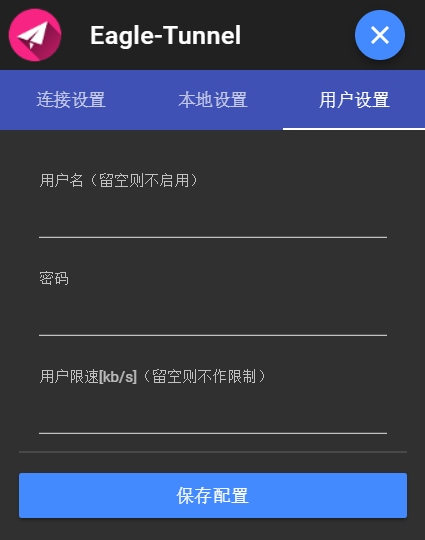 Eagle-Tunnel
连接设置 本地设置 用户设置
用户名（留空则不启用）
密码
用户限速[kb/s]（留空则不作限制）
保存配置